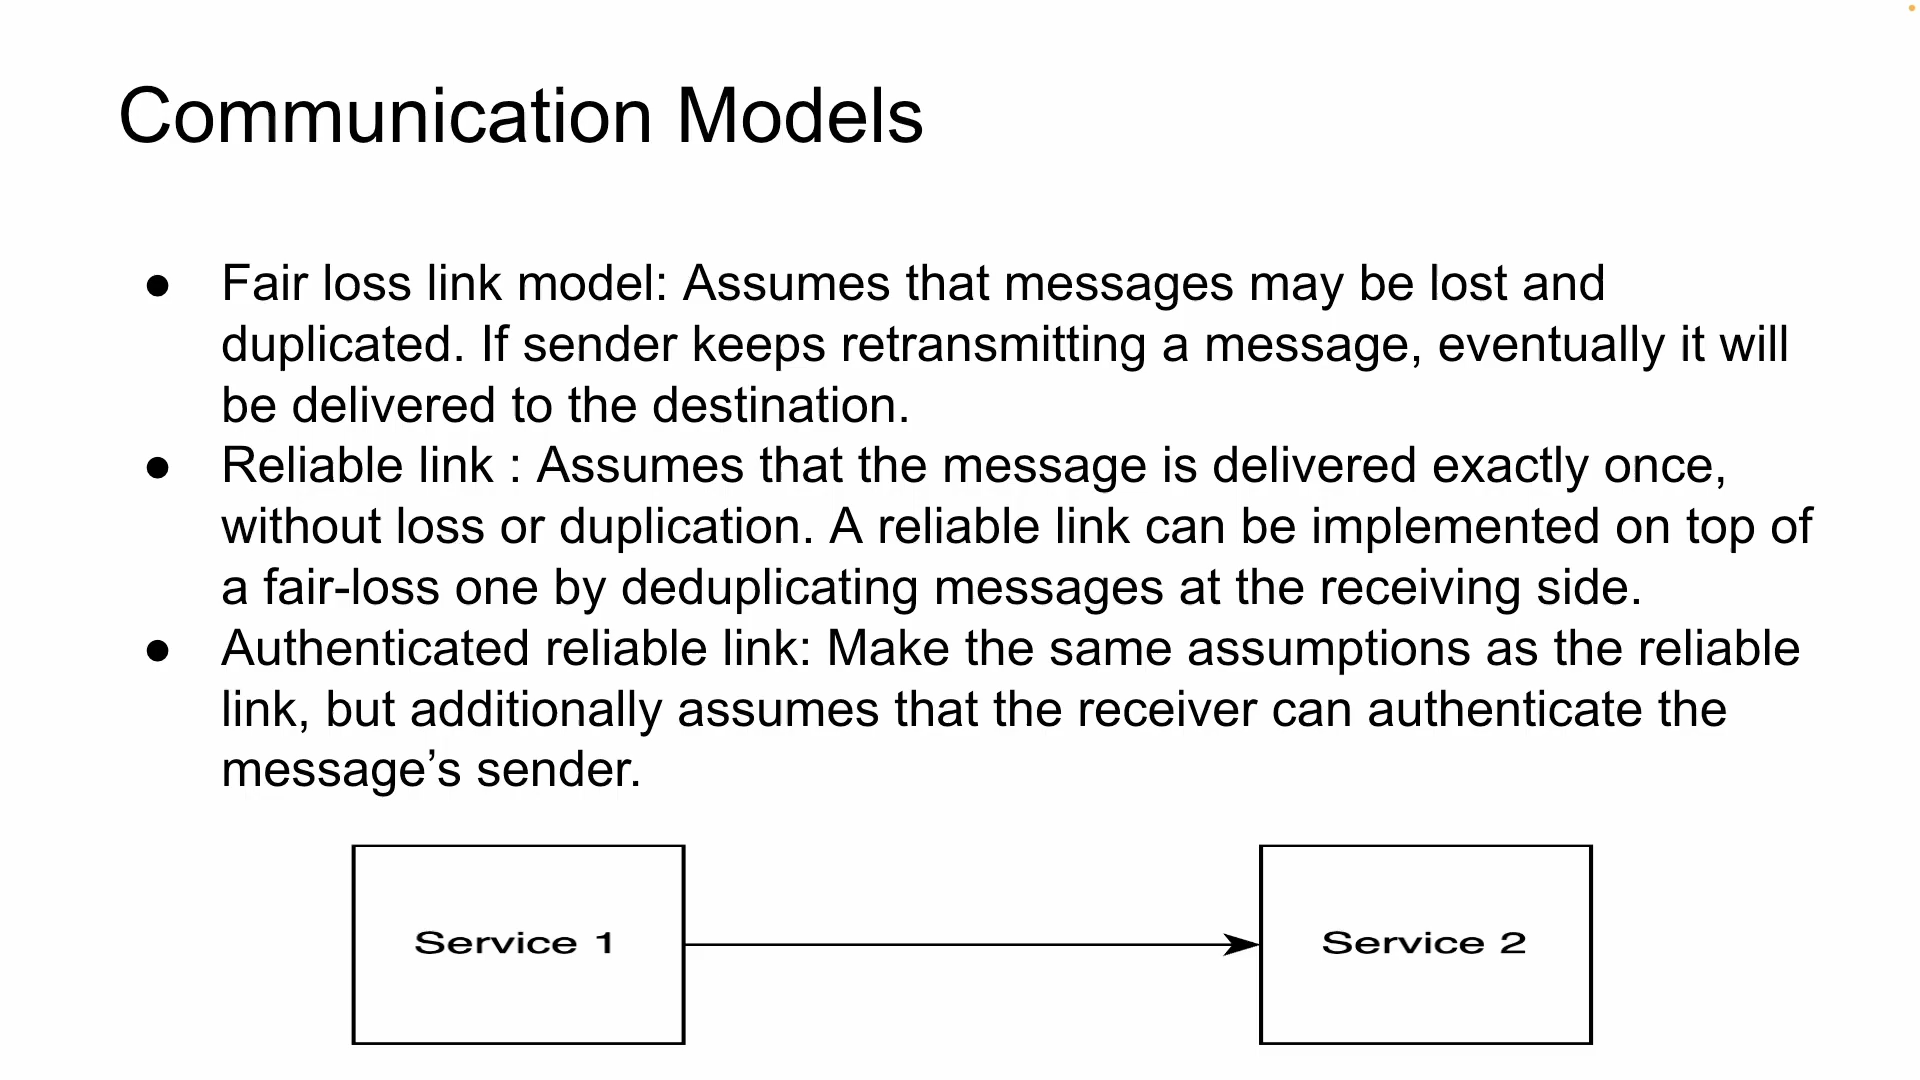 Communication Models
● Fair loss link model: Assumes that messages may be lost and
duplicated. If sender keeps retransmitting a message, eventually it will
be delivered to the destination.
● Reliable link : Assumes that the message is delivered exactly once,
without loss or duplication. A reliable link can be implemented on top of
a fair-loss one by deduplicating messages at the receiving side.
● Authenticated reliable link: Make the same assumptions as the reliable
link, but additionally assumes that the receiver can authenticate the
message’s sender.
Service 1
Service 2